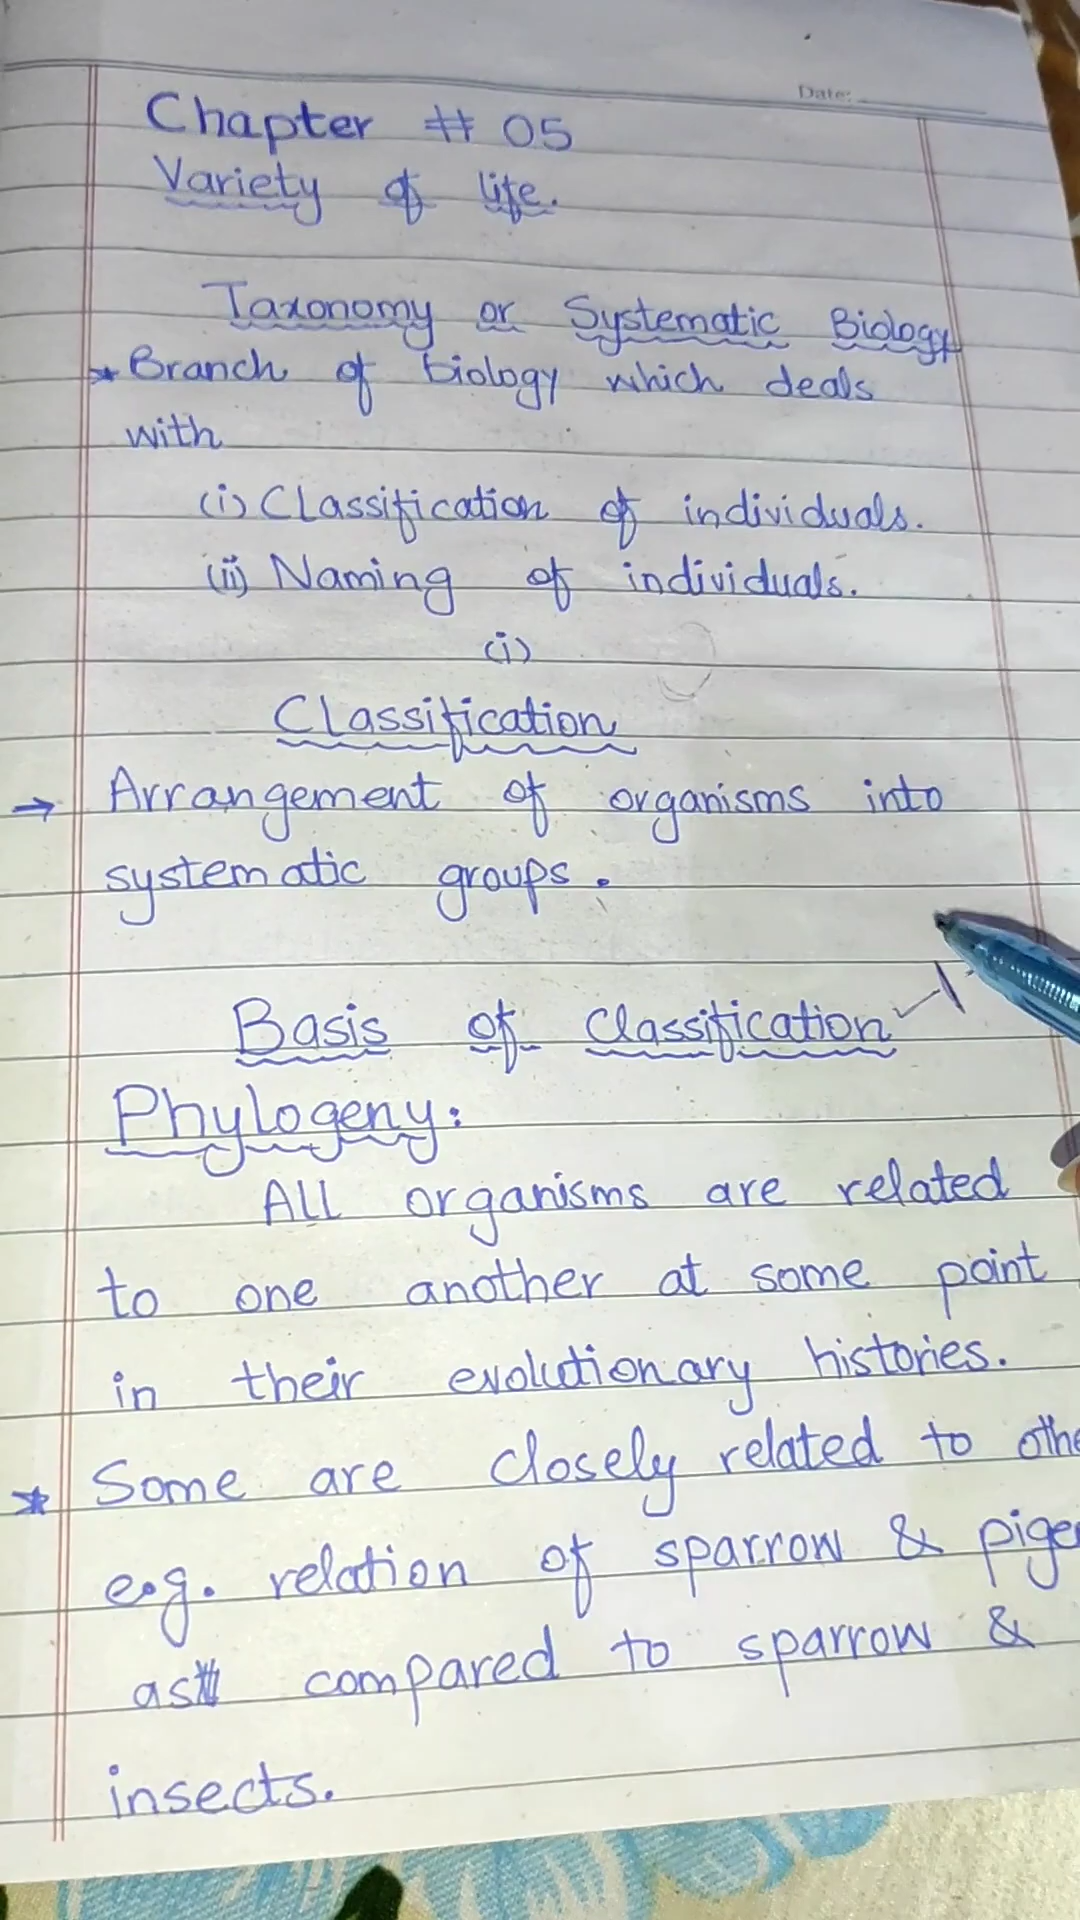 Date:
Chapter # 05
Variety of life.
Taxonomy or Systematic Biology
* Branch of biology which deals
with
(i) Classification of individuals.
(ii) Naming of individuals.
(i)
Classification
→ Arrangement of organisms into
systematic groups.
Basis of Classification
Phylogeny:
All organisms are related
to one another at some point
in their evolutionary histories.
* Some are closely related to
e.g. relation of sparrow &
as compared to sparrow &
insects.